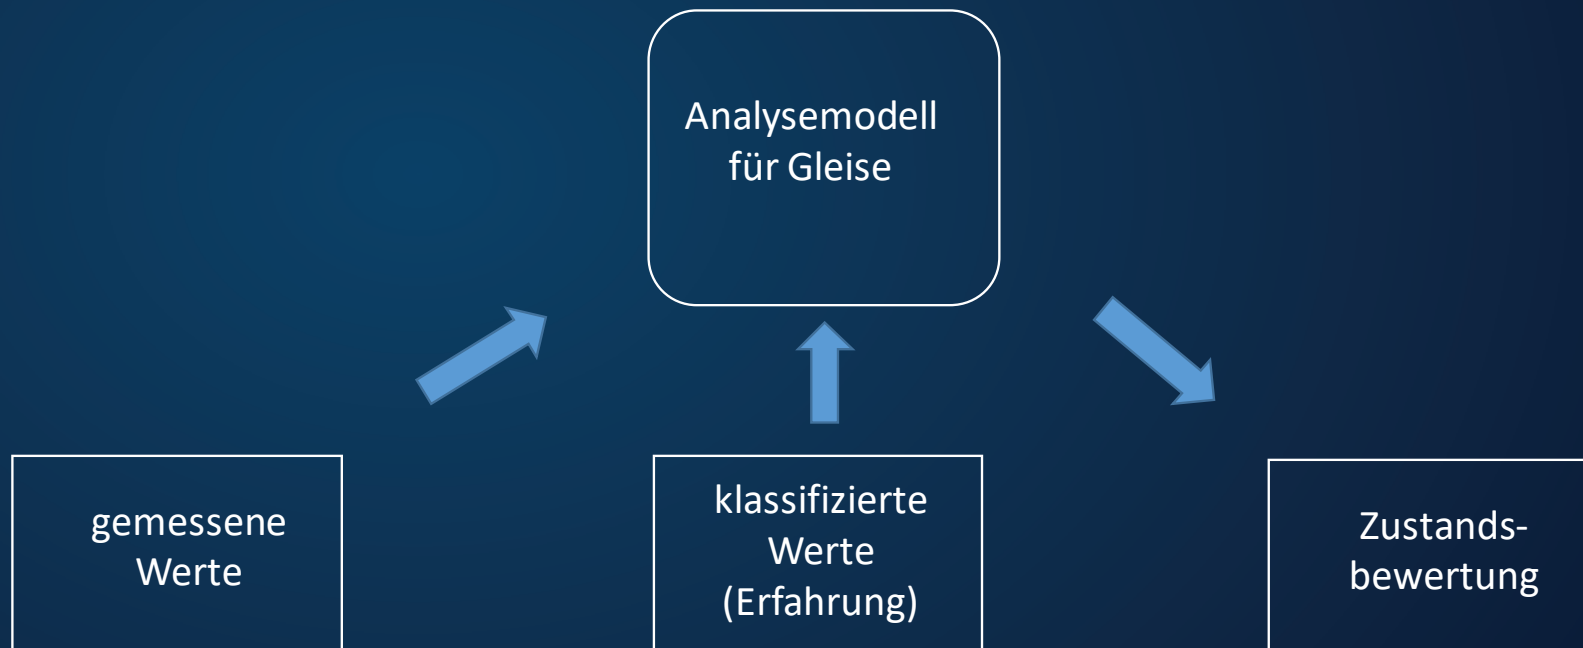 Analysemodell
für Gleise
gemessene
Werte
klassifizierte
Werte
(Erfahrung)
Zustands-
bewertung